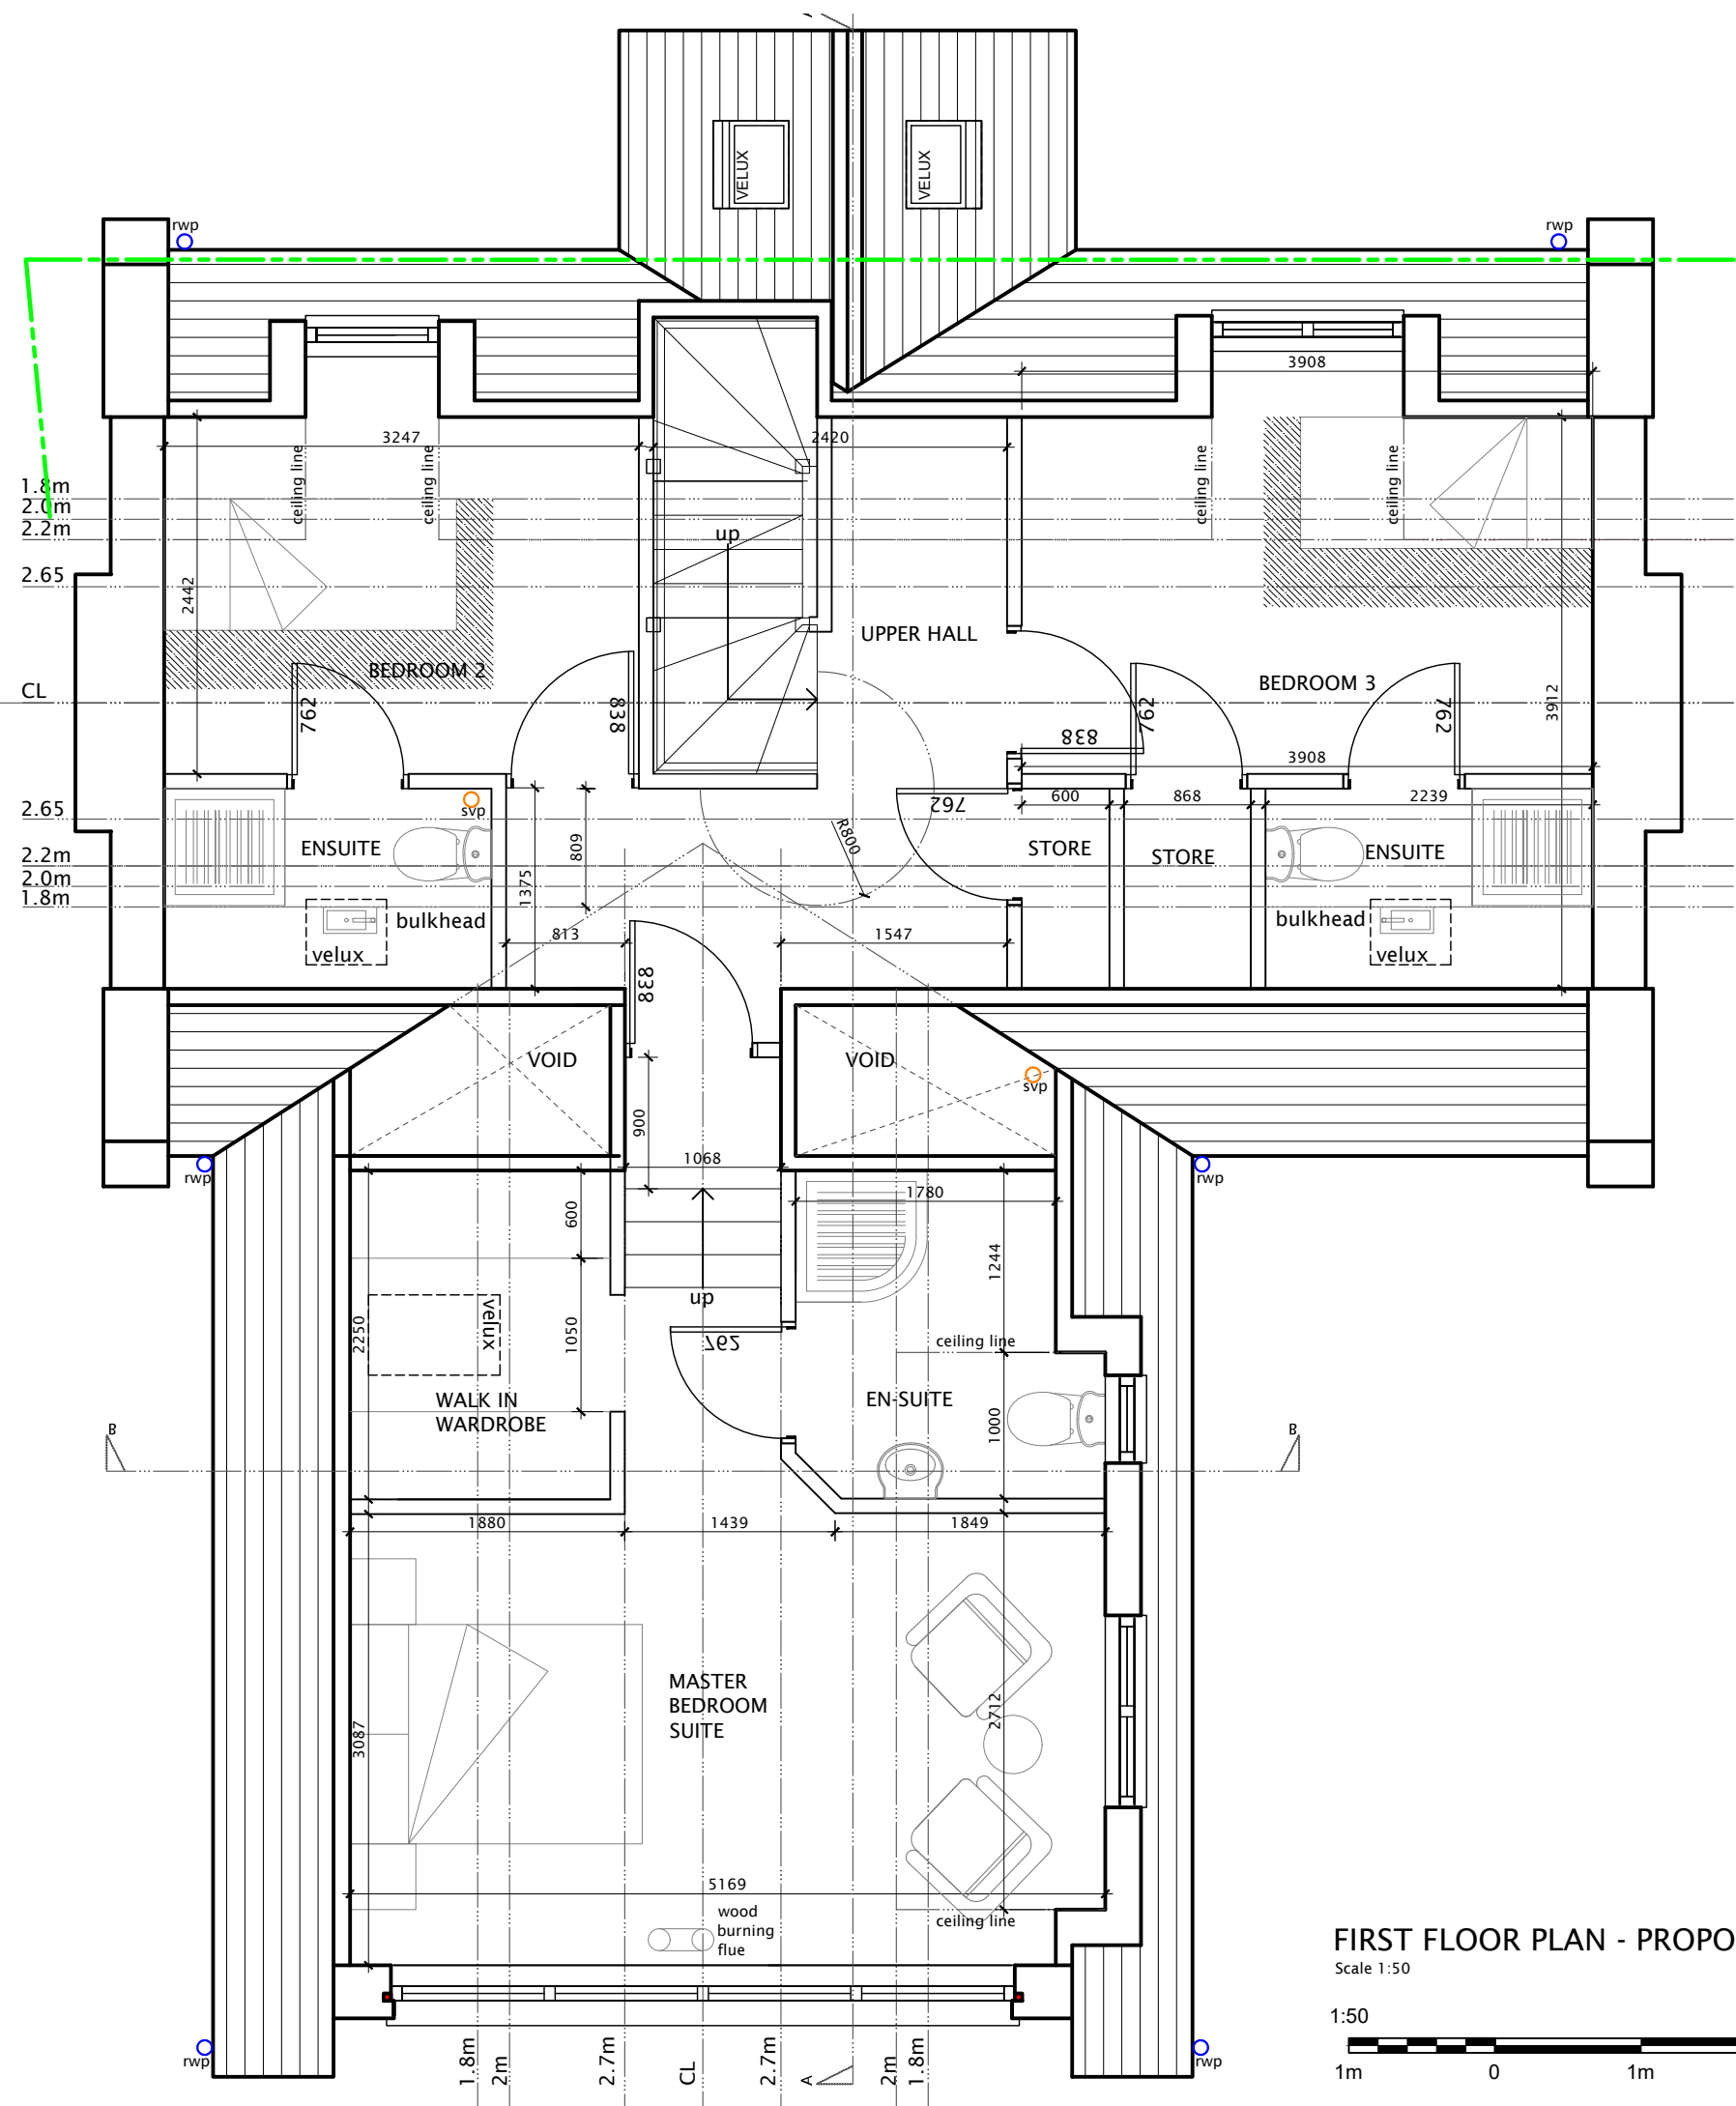 VELUX
VELUX
rwp
rwp
3908
3247
2420
ceiling line
ceiling line
ceiling line
ceiling line
1.8m
2.0m
2.2m
up
2.65
2442
UPPER HALL
BEDROOM 2
BEDROOM 3
CL
762
838
762
762
3912
838
3908
2.65
svp
762
600
868
2239
R800
809
ENSUITE
STORE
STORE
ENSUITE
2.2m
2.0m
1.8m
1375
bulkhead
bulkhead
813
1547
velux
velux
838
VOID
VOID
svp
900
1068
rwp
rwp
1780
600
1244
up
velux
2250
1050
762
ceiling line
WALK IN
WARDROBE
EN-SUITE
B
B
1000
1880
1439
1849
MASTER
BEDROOM
SUITE
2712
3087
5169
wood
burning
flue
ceiling line
FIRST FLOOR PLAN - PROPO
Scale 1:50
1:50
rwp
rwp
1.8m
2m
2.7m
CL
2.7m
A
2m
1.8m
1m
0
1m